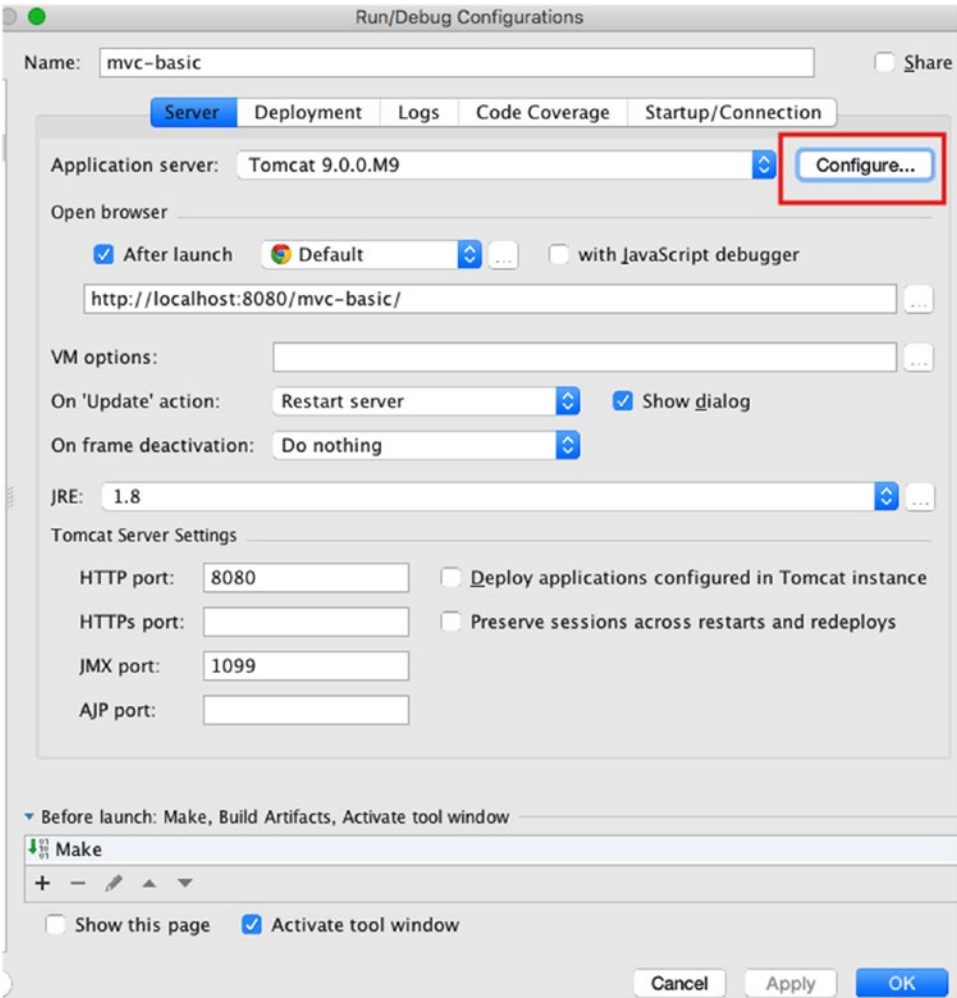 Run/Debug Configurations
Name: mvc-basic Share
Server Deployment Logs Code Coverage Startup/Connection
Application server: Tomcat 9.0.0.M9 Configure...
Open browser
After launch Default ... with JavaScript debugger
http://localhost:8080/mvc-basic/ ...
VM options: ...
On 'Update' action: Restart server Show dialog
On frame deactivation: Do nothing
JRE: 1.8 ...
Tomcat Server Settings
HTTP port: 8080 Deploy applications configured in Tomcat instance
HTTPs port: Preserve sessions across restarts and redeploys
JMX port: 1099
AJP port:
Before launch: Make, Build Artifacts, Activate tool window
Make
Show this page Activate tool window
Cancel Apply OK